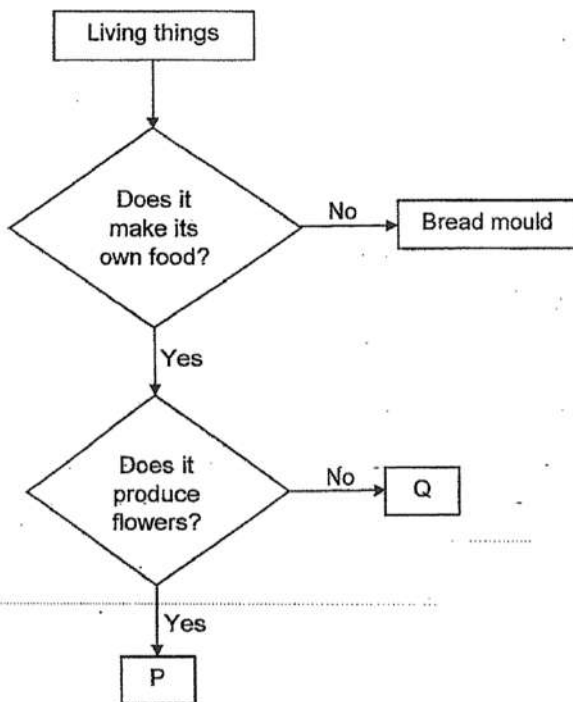 Living things
Does it
make its
own food?
No
Bread mould
Yes
Does it
produce
flowers?
No
Q
Yes
P